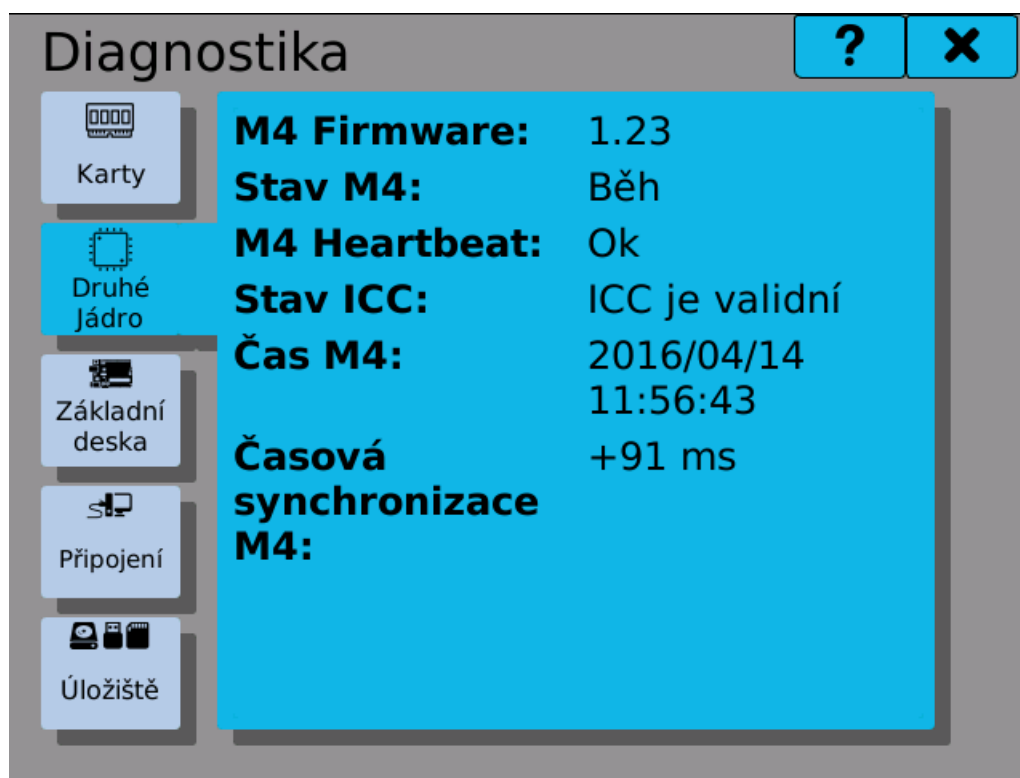 Diagnostika
?
Karty
Druhé
Jádro
Základní
deska
Připojení
Úložiště
M4 Firmware: 1.23
Stav M4: Běh
M4 Heartbeat: Ok
Stav ICC: ICC je validní
Čas M4: 2016/04/14
11:56:43
Časová +91 ms
synchronizace
M4: